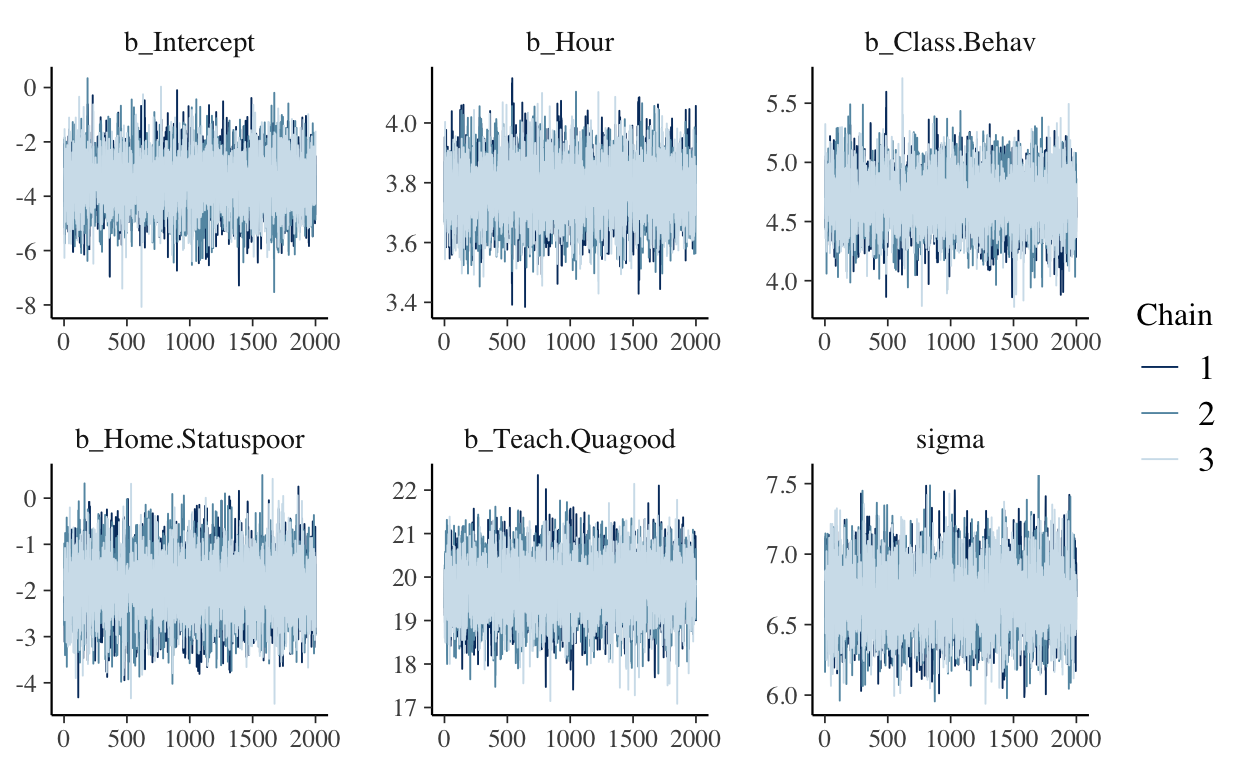 b_Intercept b_Hour b_Class.Behav
0 -2 -4 -6 -8
0 500 1000 1500 2000
4.0 3.8 3.6 3.4
0 500 1000 1500 2000
5.5 5.0 4.5 4.0
0 500 1000 1500 2000
b_Home.Statuspoor b_Teach.Quagood sigma
0 -1 -2 -3 -4
0 500 1000 1500 2000
22 21 20 19 18 17
0 500 1000 1500 2000
7.5 7.0 6.5 6.0
0 500 1000 1500 2000
Chain
1
2
3